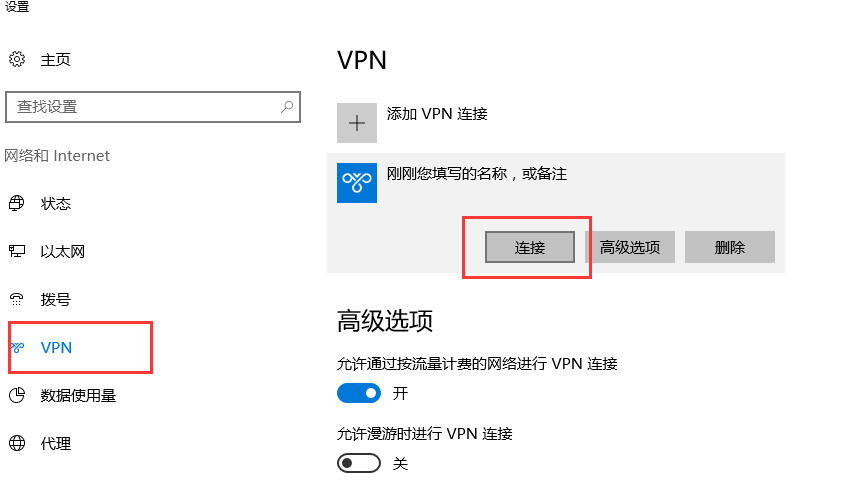 设置
主页
查找设置
网络和 Internet
状态
以太网
拨号
VPN
数据使用量
代理
VPN
添加 VPN 连接
刚刚您填写的名称，或备注
连接 高级选项 删除
高级选项
允许通过按流量计费的网络进行 VPN 连接
开
允许漫游时进行 VPN 连接
关